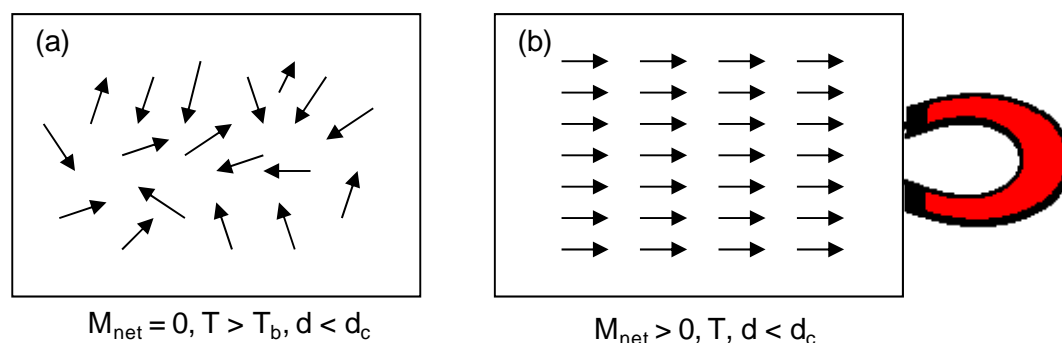 (a)
(b)
M_net = 0, T > T_b, d < d_c
M_net > 0, T, d < d_c